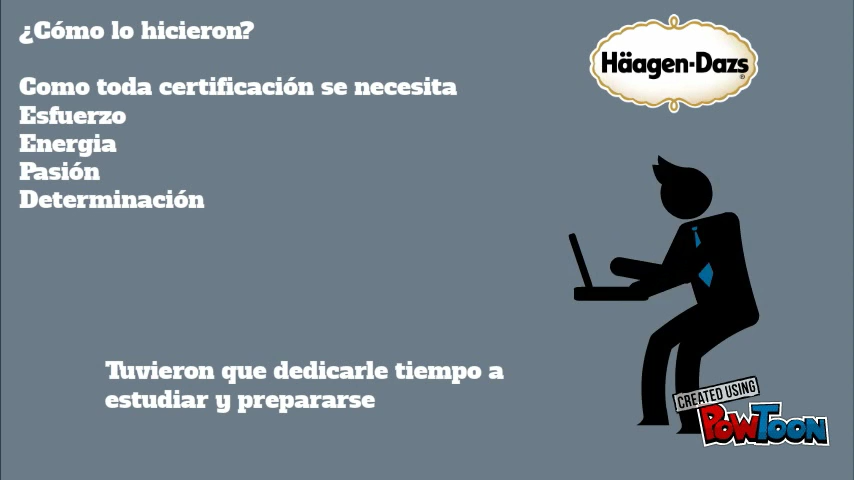 ¿Cómo lo hicieron?
Como toda certificación se necesita
Esfuerzo
Energia
Pasión
Determinación
Häagen-Dazs
Tuvieron que dedicarle tiempo a
estudiar y prepararse
CREATED USING
POWTOON